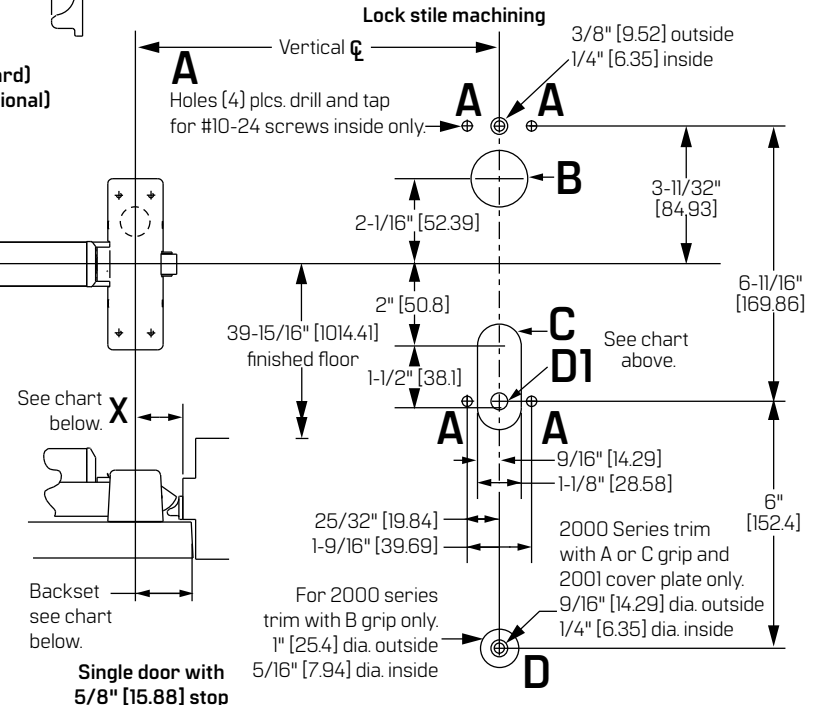 Lock stile machining
Vertical ℄
3/8" [9.52] outside
1/4" [6.35] inside
ard)
ional)
A
Holes (4) plcs. drill and tap
for #10-24 screws inside only.
A
A
B
3-11/32"
[84,93]
2-1/16" [52.39]
6-11/16"
[169.86]
2" [50.8]
39-15/16" [1014.41]
finished floor
C
See chart
above.
D1
1-1/2" [38.1]
See chart
below.
X
A
A
9/16" [14.29]
1-1/8" [28.58]
6"
[152.4]
25/32" [19.84]
1-9/16" [39.69]
2000 Series trim
with A or C grip and
2001 cover plate only.
9/16" [14.29] dia. outside
1/4" [6.35] dia. inside
Backset
see chart
below.
For 2000 series
trim with B grip only.
1" [25.4] dia. outside
5/16" [7.94] dia. inside
D
Single door with
5/8" [15.88] stop